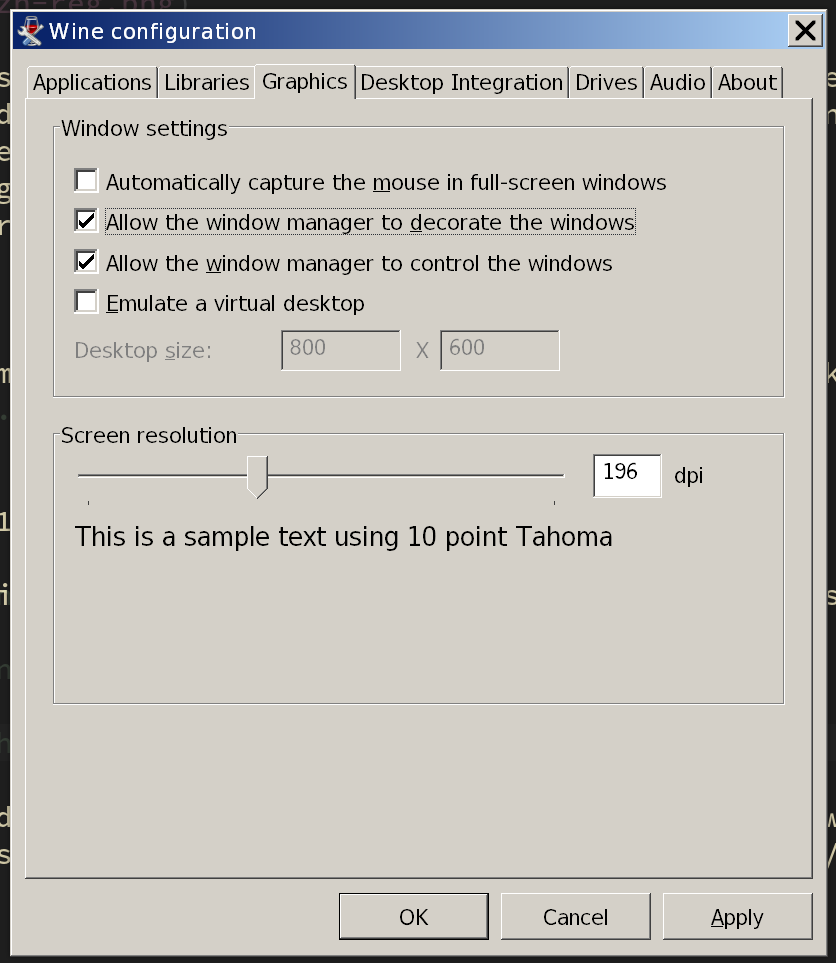 zh-reg.png]
Wine configuration
Applications Libraries Graphics Desktop Integration Drives Audio About
Window settings
Automatically capture the mouse in full-screen windows
Allow the window manager to decorate the windows
Allow the window manager to control the windows
Emulate a virtual desktop
Desktop size: 800 X 600
Screen resolution
196 dpi
This is a sample text using 10 point Tahoma
OK Cancel Apply